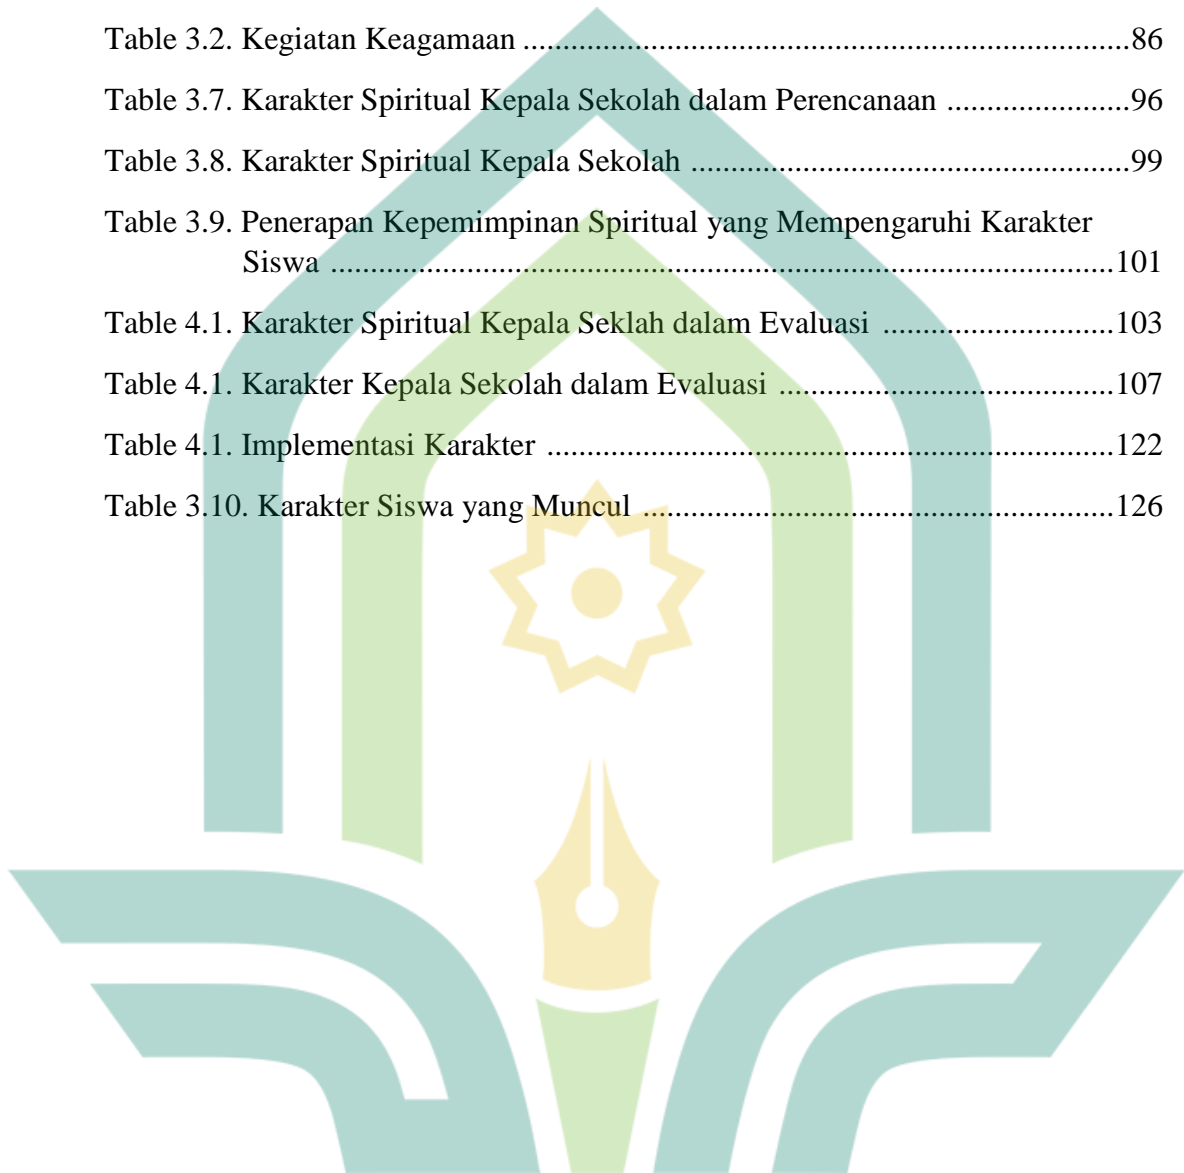 Table 3.2. Kegiatan Keagamaan ..........................................................................86
Table 3.7. Karakter Spiritual Kepala Sekolah dalam Perencanaan ......................96
Table 3.8. Karakter Spiritual Kepala Sekolah .....................................................99
Table 3.9. Penerapan Kepemimpinan Spiritual yang Mempengaruhi Karakter
Siswa ...............................................................................................101
Table 4.1. Karakter Spiritual Kepala Seklah dalam Evaluasi ............................103
Table 4.1. Karakter Kepala Sekolah dalam Evaluasi ........................................107
Table 4.1. Implementasi Karakter .....................................................................122
Table 3.10. Karakter Siswa yang Muncul .........................................................126